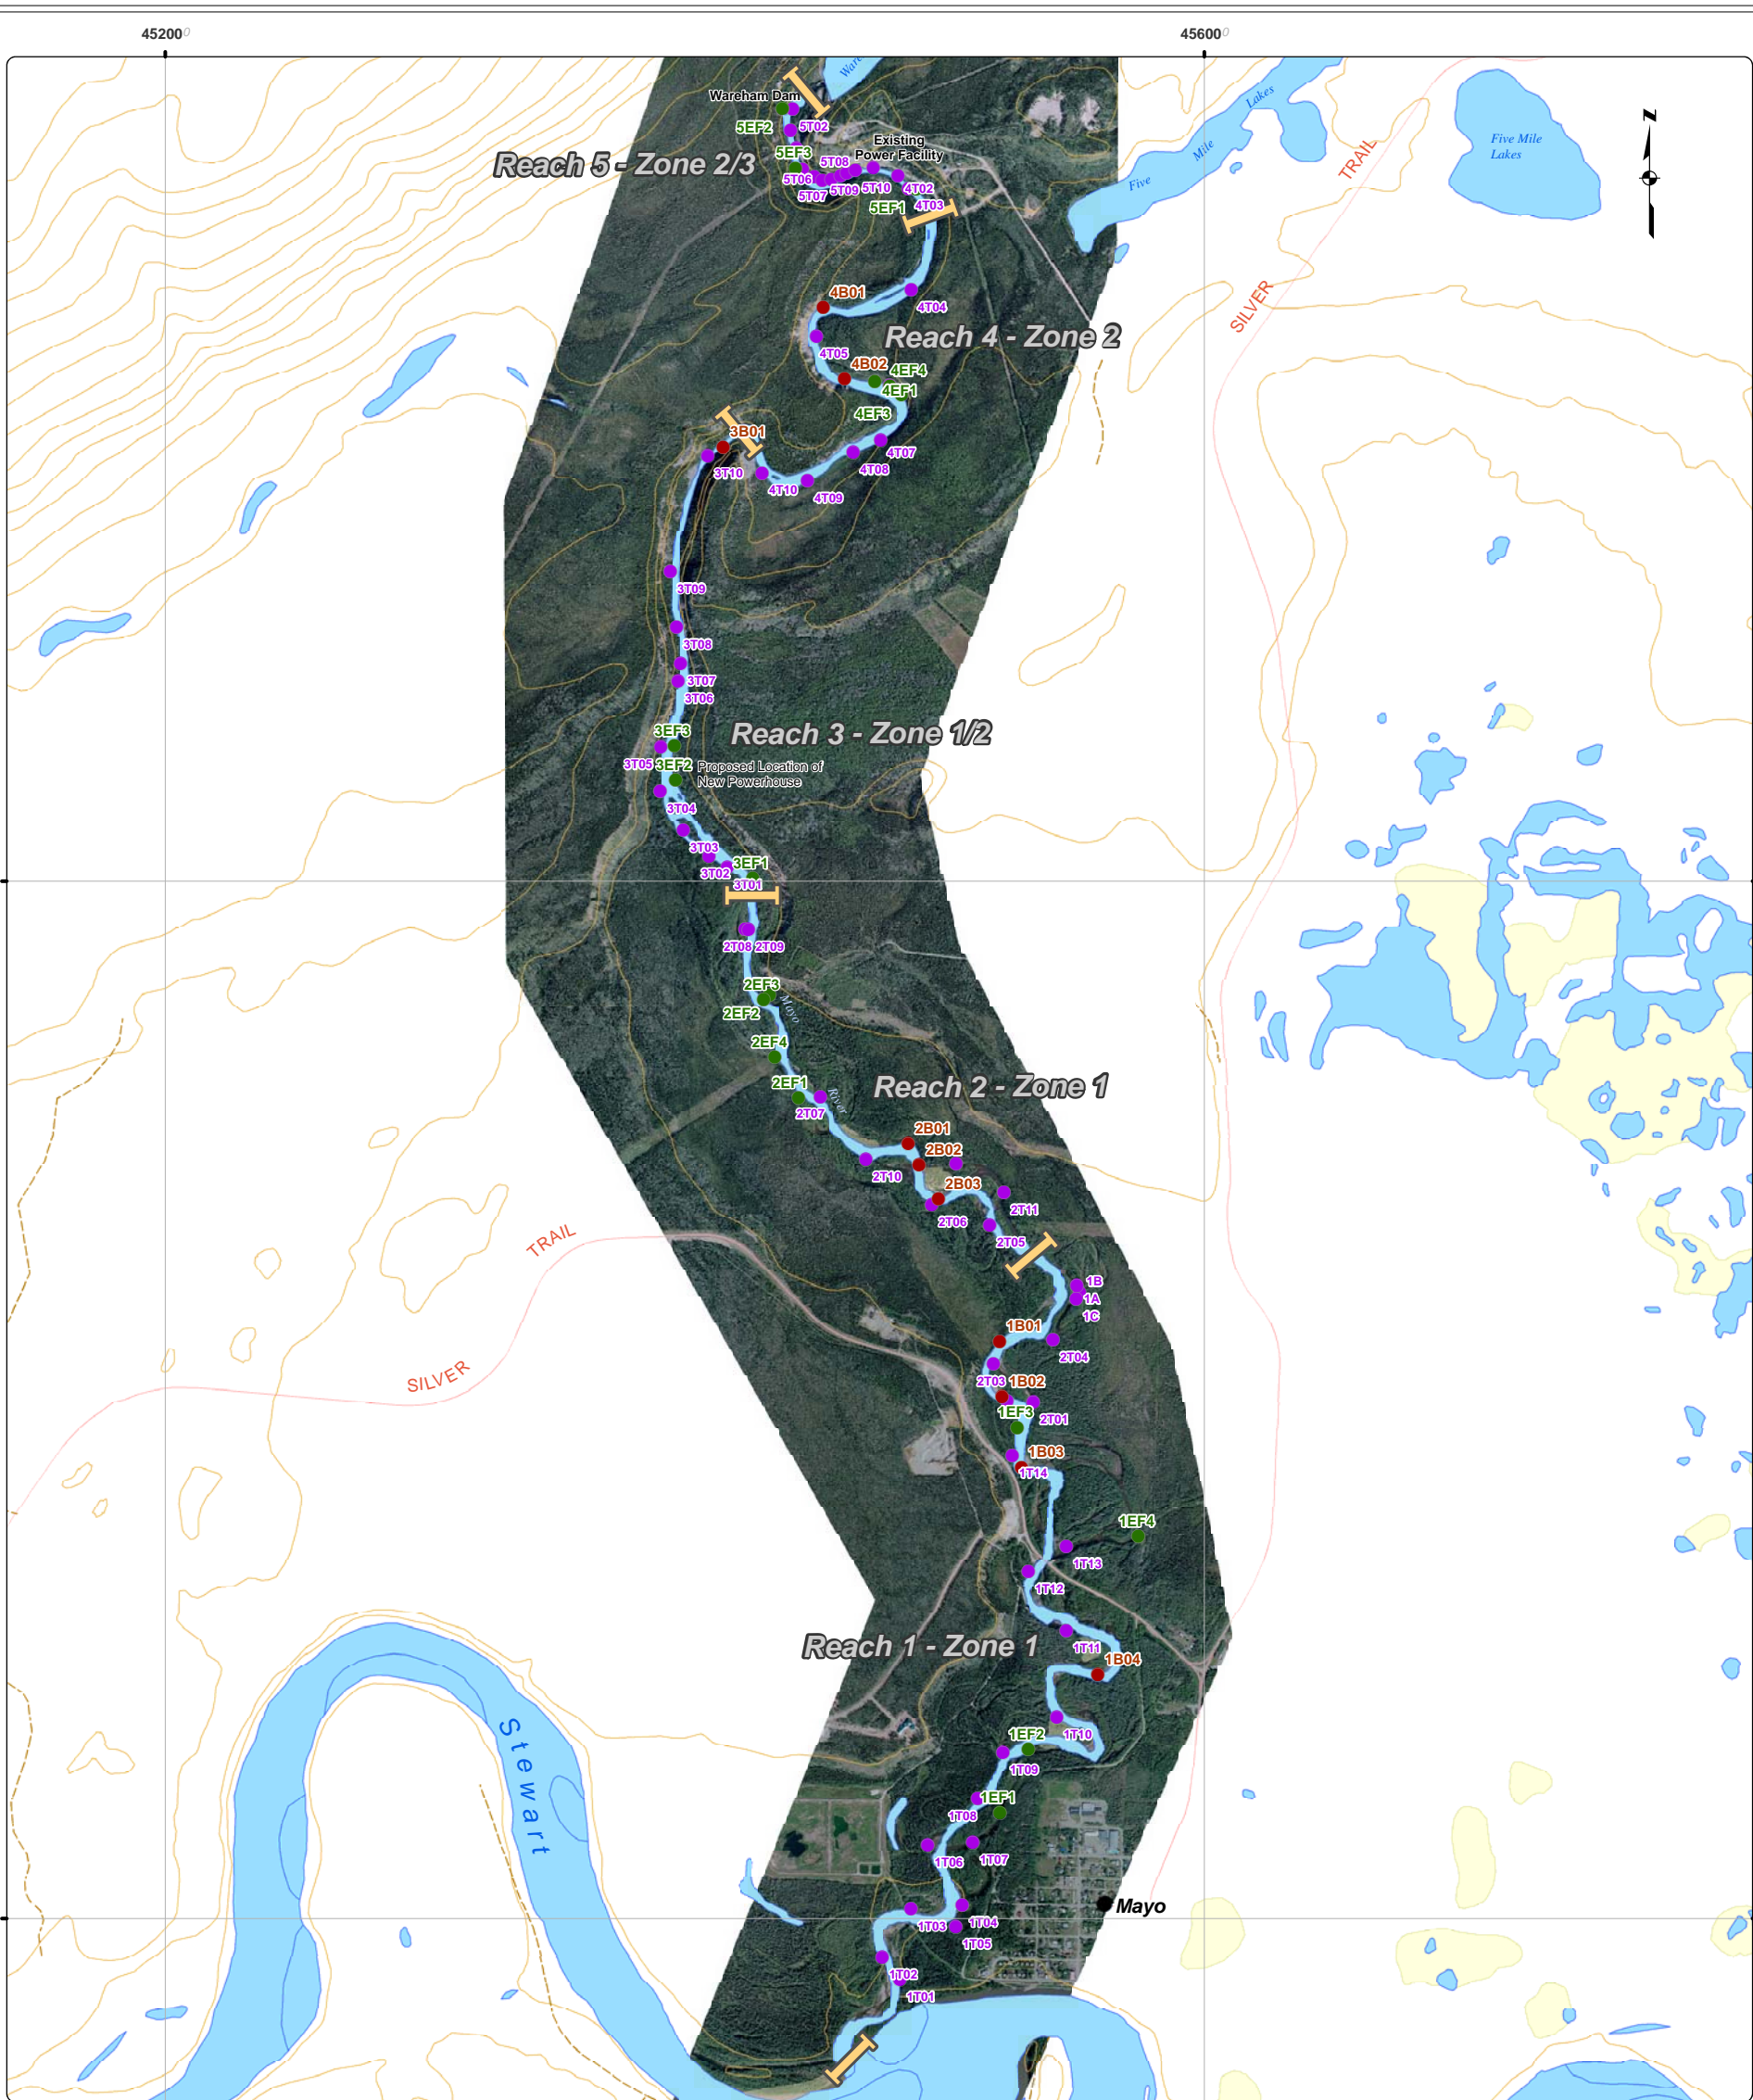 452000
456000
Ware
Wareham Dam
5EF2
5T02
Existing
Power Facility
5EF3
5T08
5T06
5T09
5T10
4T02
5T07
5EF1
4T03
Reach 5 - Zone 2/3
Five
Mile
Lakes
Five Mile
Lakes
TRAIL
N
SILVER
4B01
4T04
Reach 4 - Zone 2
4T05
4B02
4EF4
4EF1
4EF3
3B01
4T07
4T08
3T10
4T10
4T09
3T09
3T08
3T07
3T06
3EF3
Reach 3 - Zone 1/2
3T05
3EF2
Proposed Location of
New Powerhouse
3T04
3T03
3EF1
3T02
3T01
2T08
2T09
2EF3
2EF2
Mayo
2EF4
2EF1
River
2T07
Reach 2 - Zone 1
2B01
2B02
2T10
2B03
2T11
2T06
2T05
TRAIL
1B
1A
1C
1B01
2T04
SILVER
2T03
1B02
1EF3
2T01
1B03
1T14
1EF4
1T13
1T12
Reach 1 - Zone 1
1T11
1B04
1T10
1EF2
1T09
Stewart
1EF1
1T08
1T06
1T07
Mayo
1T03
1T04
1T05
1T02
1T01